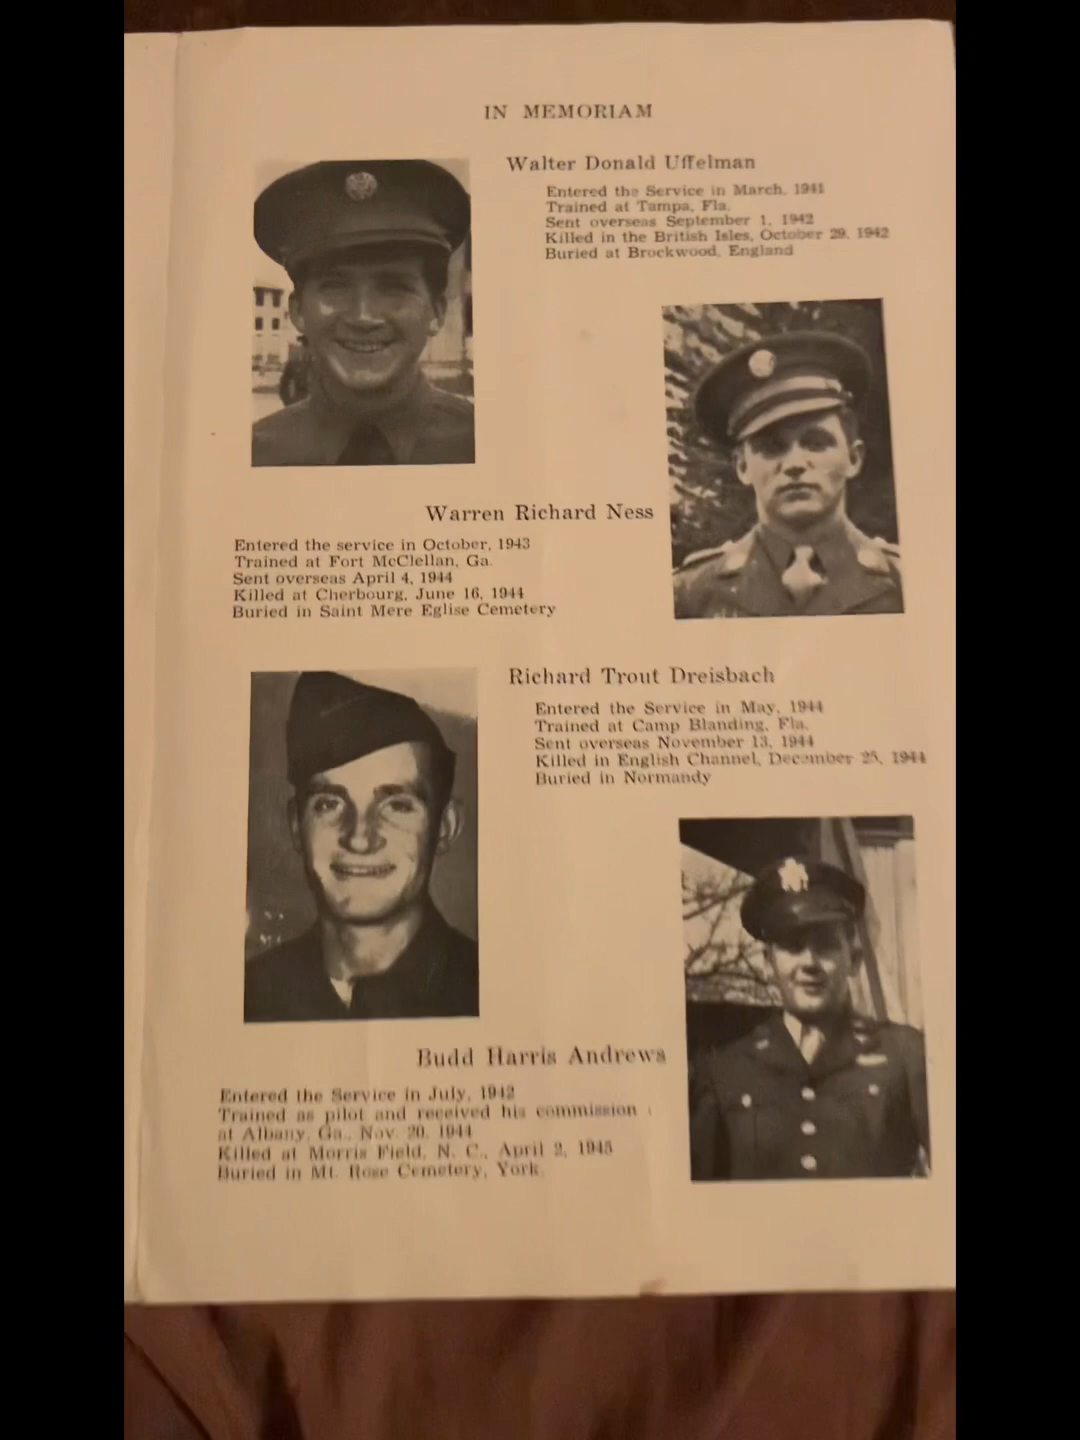 IN MEMORIAM
Walter Donald Uffelman
Entered the Service in March, 1941
Trained at Tampa, Fla.
Sent overseas September 1, 1942
Killed in the British Isles, October 29, 1942
Buried at Brockwood, England
Warren Richard Ness
Entered the service in October, 1943
Trained at Fort McClellan, Ga.
Sent overseas April 4, 1944
Killed at Cherbourg, June 16, 1944
Buried in Saint Mere Eglise Cemetery
Richard Trout Dreisbach
Entered the Service in May, 1944
Trained at Camp Blanding, Fla.
Sent overseas November 13, 1944
Killed in English Channel, December 25, 1944
Buried in Normandy
Budd Harris Andrews
Entered the Service in July, 1942
Trained as pilot and received his commission
at Albany, Ga., Nov. 20, 1944
Killed at Morris Field, N. C., April 2, 1945
Buried in Mt. Rose Cemetery, York.